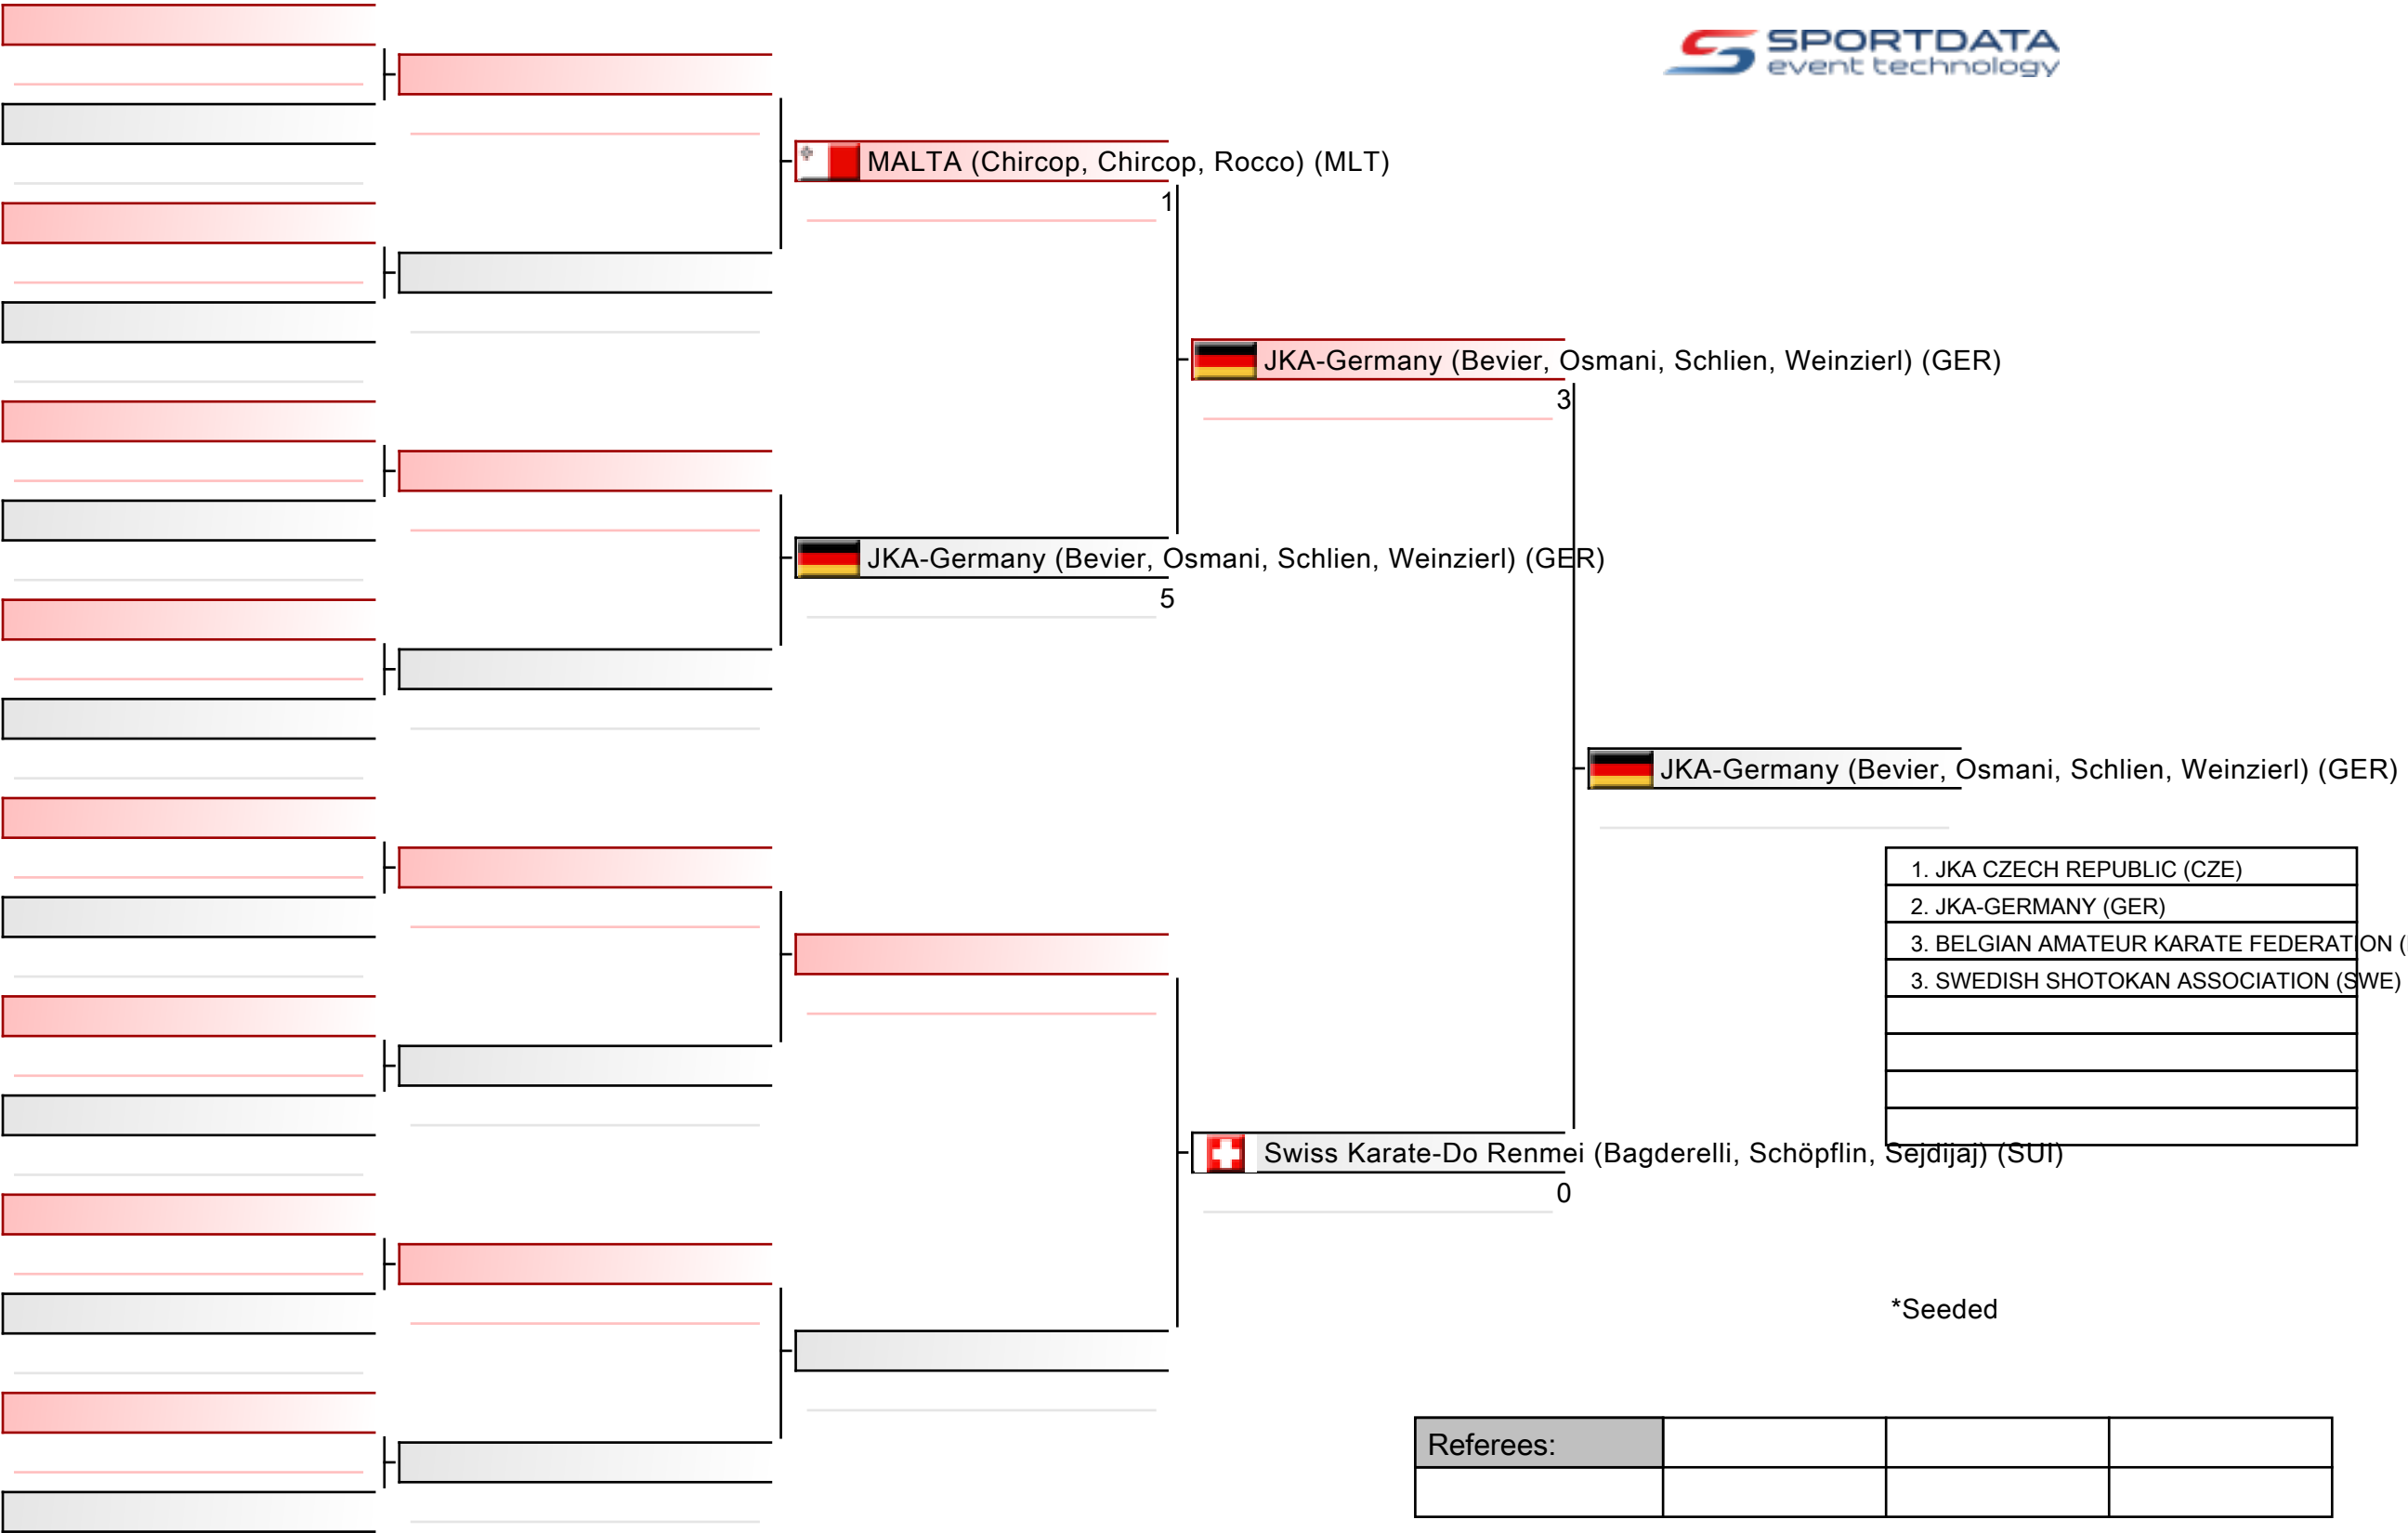 SPORTDATA
event technology
MALTA (Chircop, Chircop, Rocco) (MLT)
1
JKA-Germany (Bevier, Osmani, Schlien, Weinzierl) (GER)
3
JKA-Germany (Bevier, Osmani, Schlien, Weinzierl) (GER)
5
JKA-Germany (Bevier, Osmani, Schlien, Weinzierl) (GER)
1. JKA CZECH REPUBLIC (CZE)
2. JKA-GERMANY (GER)
3. BELGIAN AMATEUR KARATE FEDERATION (
3. SWEDISH SHOTOKAN ASSOCIATION (SWE)
Swiss Karate-Do Renmei (Bagderelli, Schöpflin, Sejdijaj) (SUI)
0
*Seeded
Referees: